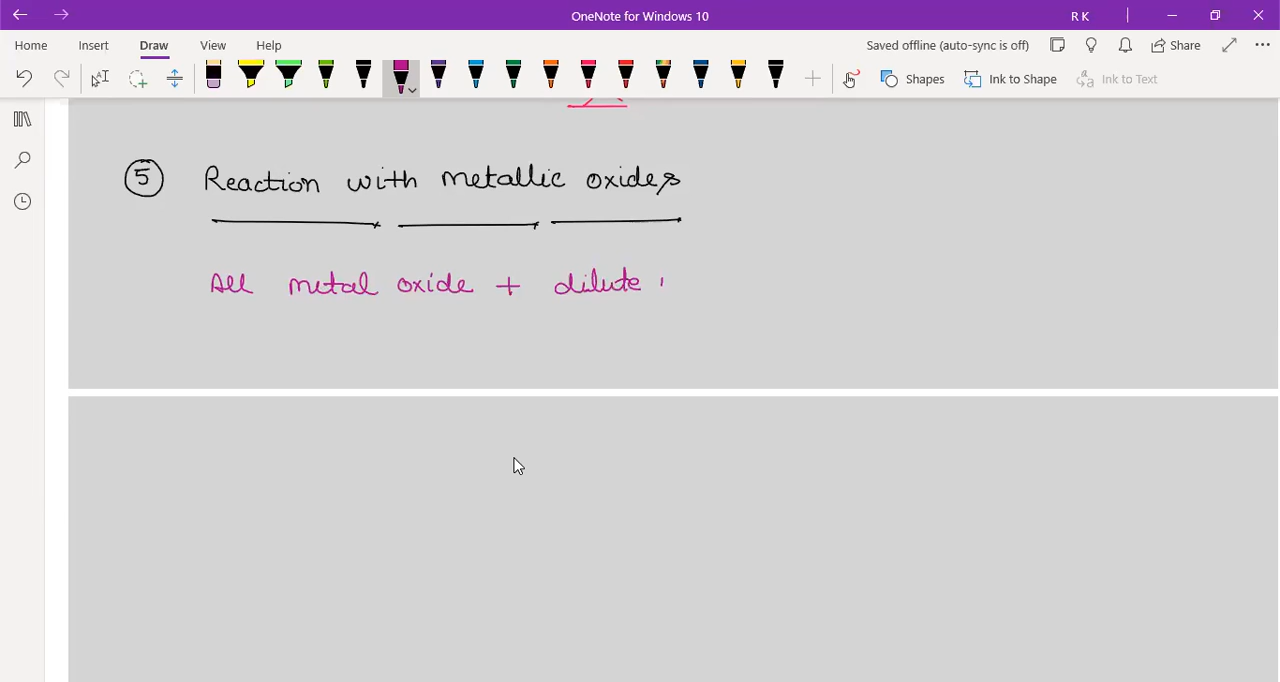 OneNote for Windows 10
R K
Home Insert Draw View Help
Saved offline (auto-sync is off)
Share
Shapes
Ink to Shape
Ink to Text
5 Reaction with metallic oxides
All metal oxide + dilute